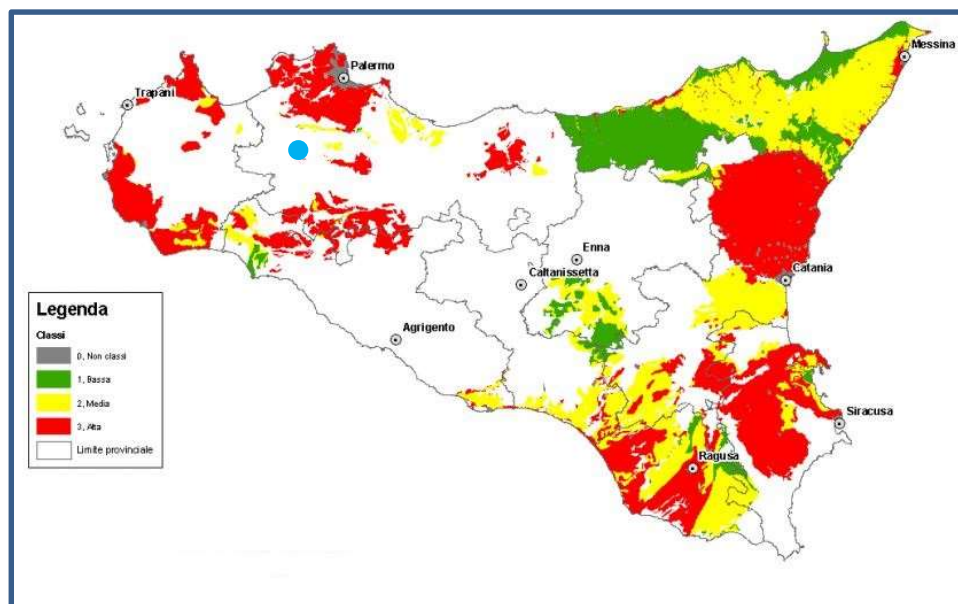 Messina
Palermo
Trapani
Enna
Catania
Caltanissetta
Legenda
Classi
0, Non classi
1, Bassa
2, Media
3, Alta
Limite provinciale
Agrigento
Siracusa
Ragusa